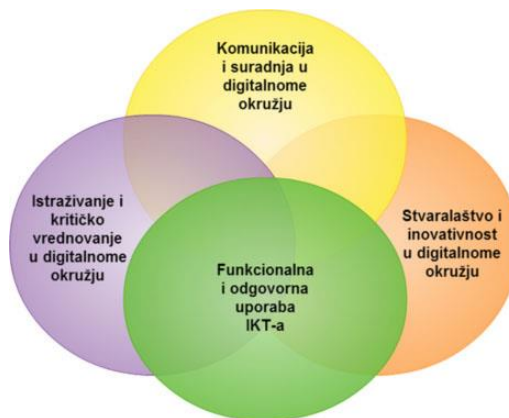 Komunikacija
i suradnja u
digitalnome
okružju
Istraživanje i
kritičko
vrednovanje
u digitalnome
okružju
Stvaralaštvo i
inovativnost
u digitalnome
okružju
Funkcionalna
i odgovorna
uporaba
IKT-a